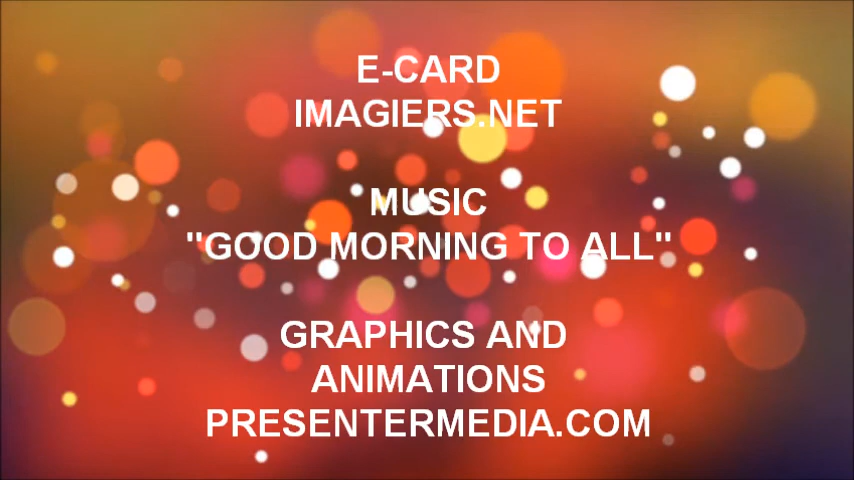 E-CARD
IMAGIERS.NET
MUSIC
"GOOD MORNING TO ALL"
GRAPHICS AND
ANIMATIONS
PRESENTERMEDIA.COM